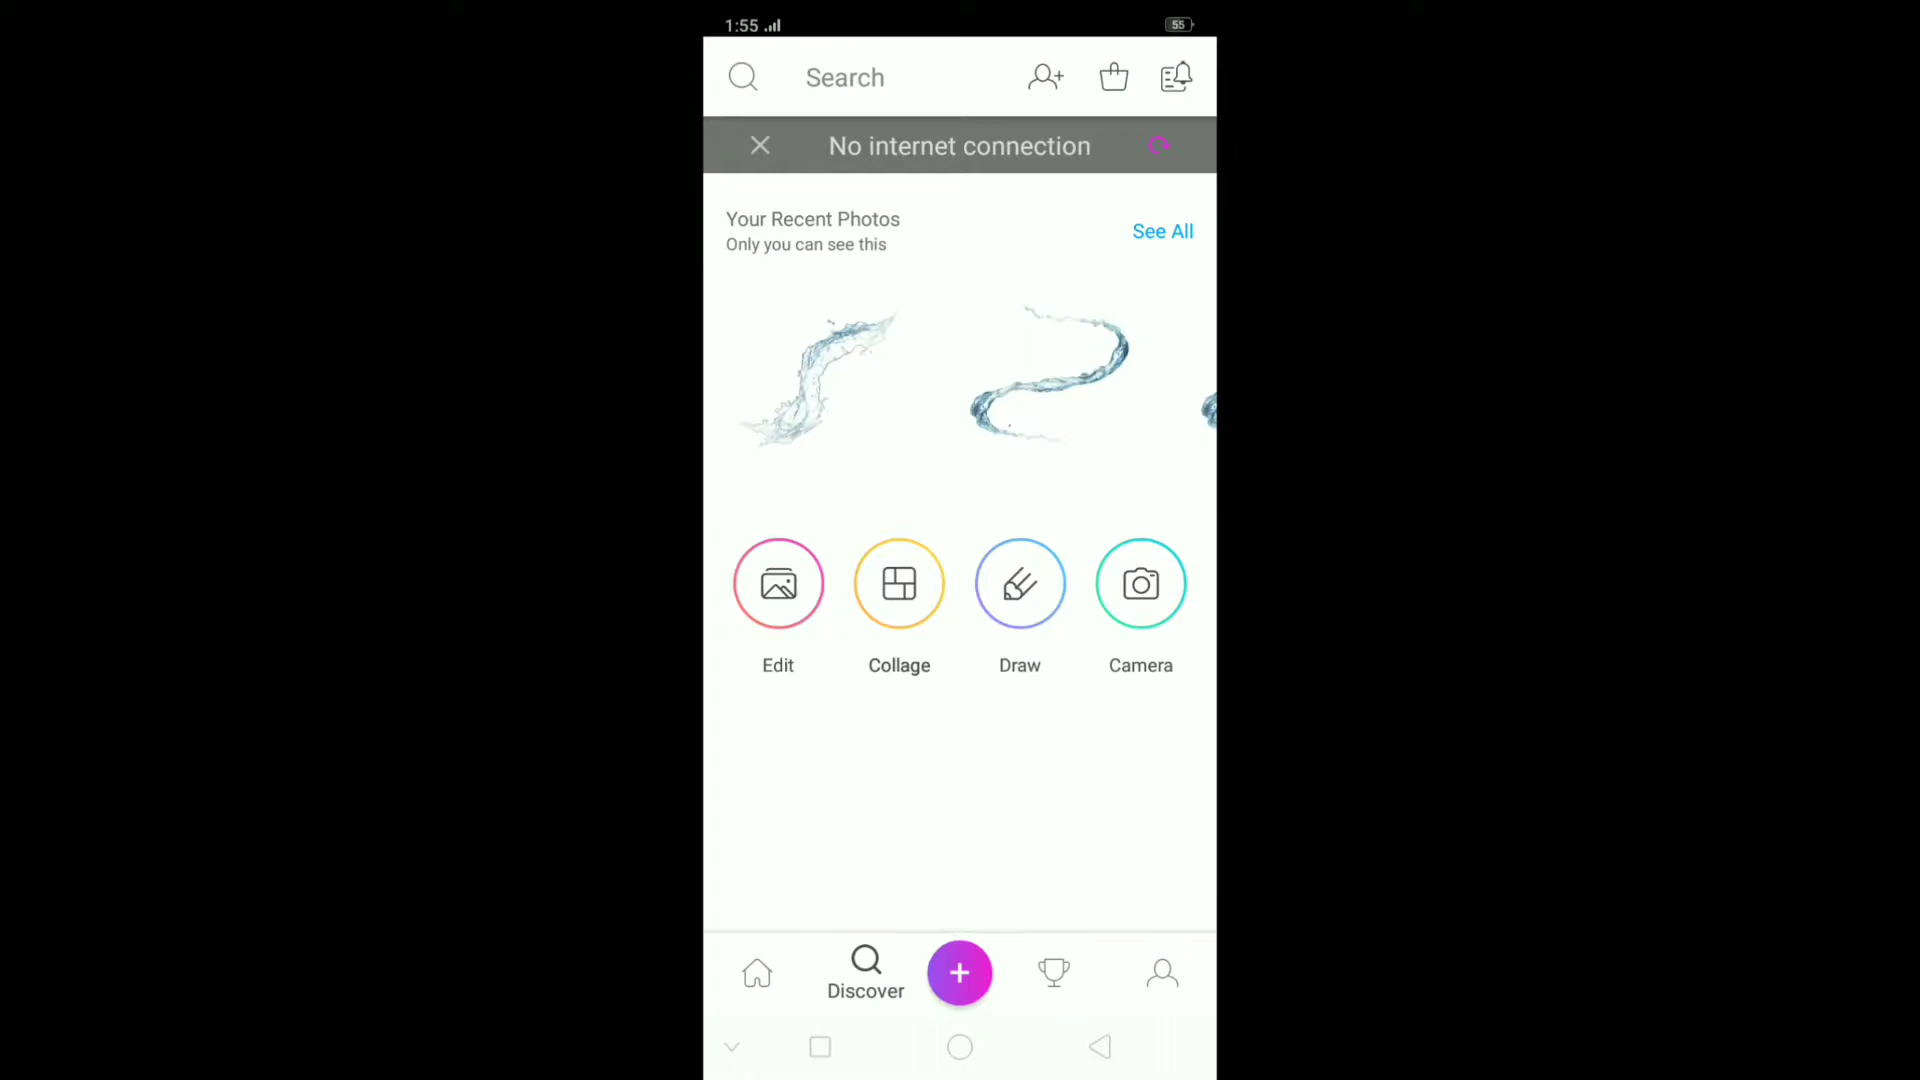 1:55
55
Search
No internet connection
Your Recent Photos
Only you can see this
See All
Edit
Collage
Draw
Camera
Discover